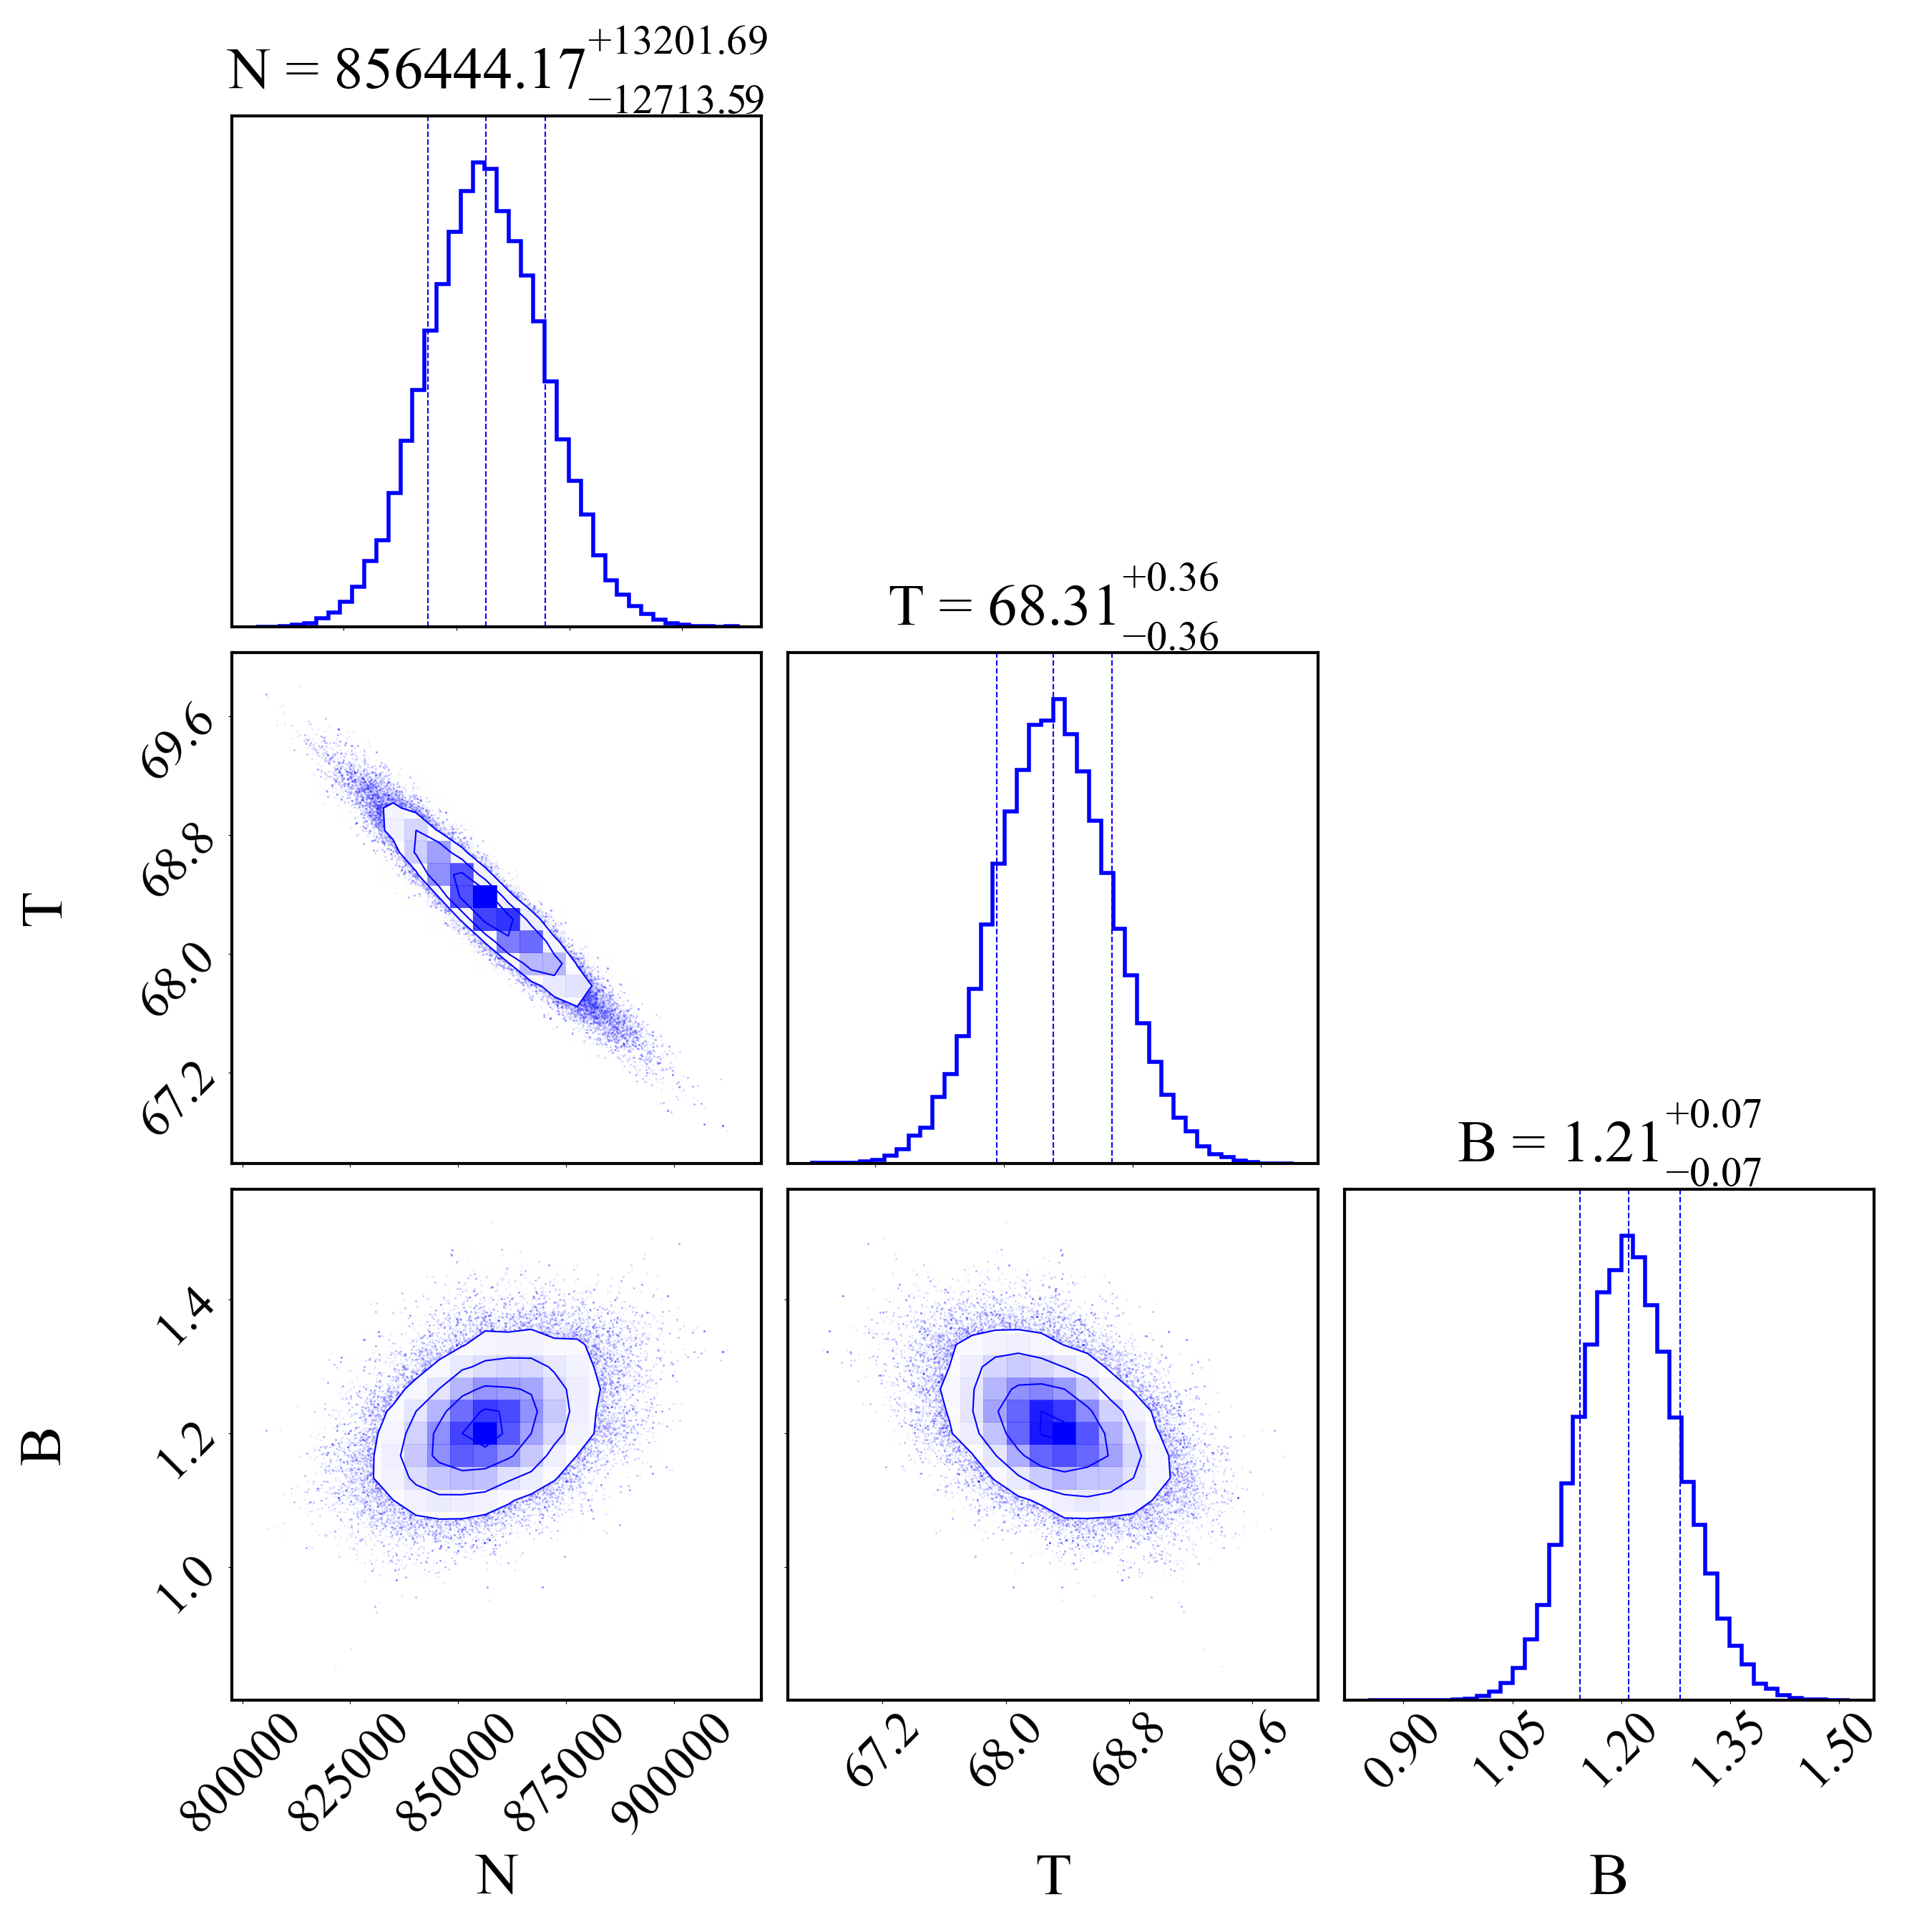 N = 856444.17 +13201.69 −12713.59
T = 68.31 +0.36 −0.36
69.6
68.8
68.0
67.2
T
B = 1.21 +0.07 −0.07
1.4
1.2
1.0
B
800000 825000 850000 875000 900000 67.2 68.0 68.8 69.6 0.90 1.05 1.20 1.35 1.50
N T B